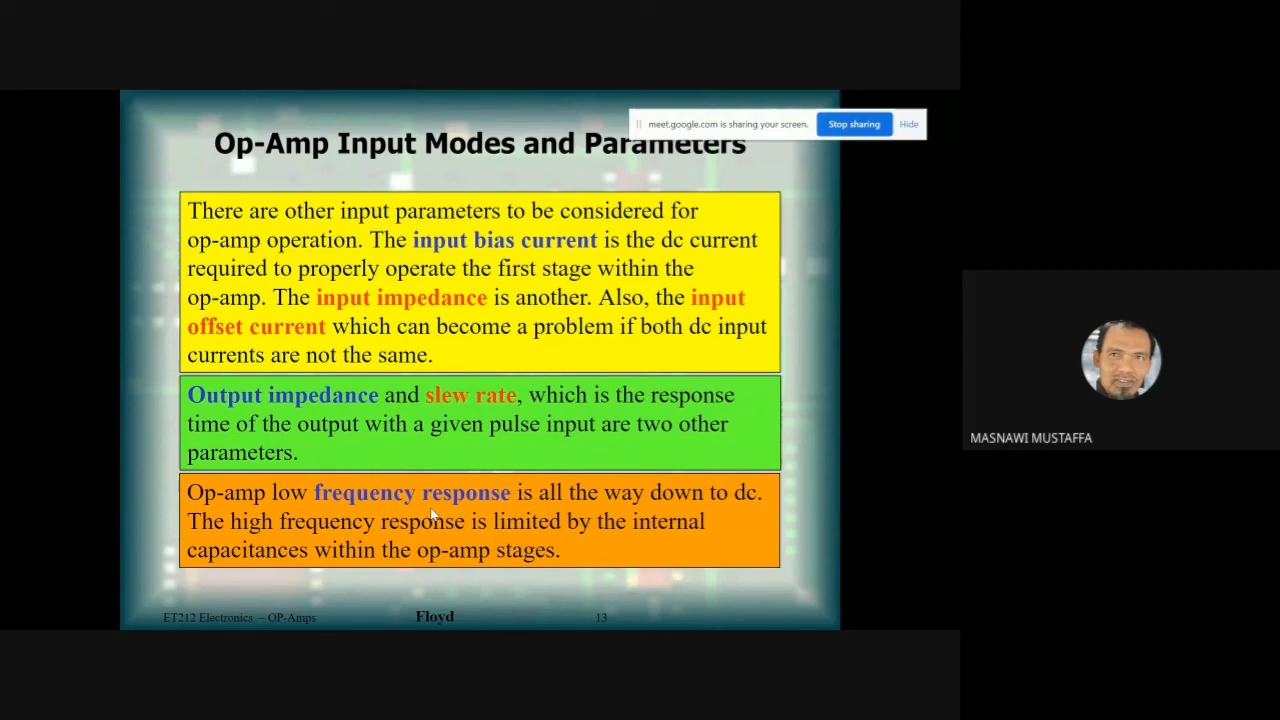 meet.google.com is sharing your screen. Stop sharing Hide
Op-Amp Input Modes and Parameters
There are other input parameters to be considered for
op-amp operation. The input bias current is the dc current
required to properly operate the first stage within the
op-amp. The input impedance is another. Also, the input
offset current which can become a problem if both dc input
currents are not the same.
Output impedance and slew rate, which is the response
time of the output with a given pulse input are two other
parameters.
Op-amp low frequency response is all the way down to dc.
The high frequency response is limited by the internal
capacitances within the op-amp stages.
MASNAWI MUSTAFFA
ET212 Electronics – OP-Amps Floyd 13